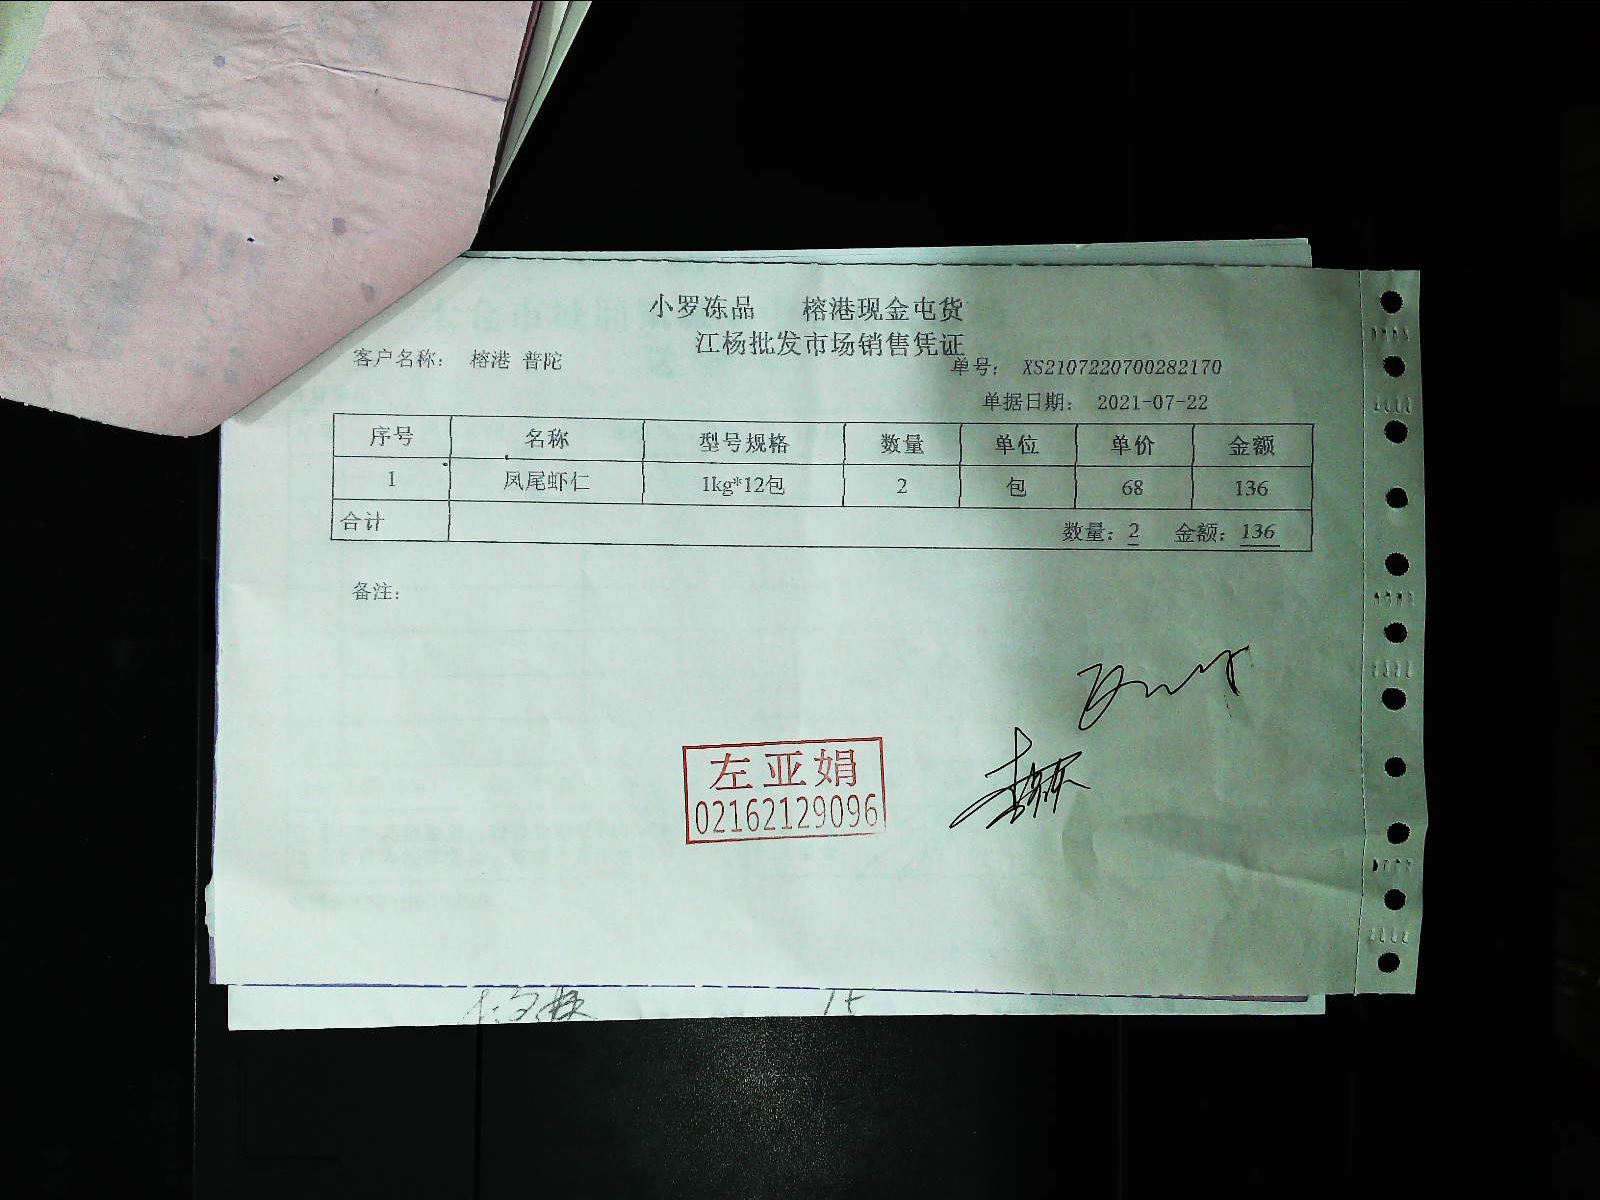 小罗冻品 榕港现金屯货
江杨批发市场销售凭证
客户名称： 榕港 普陀
单号： XS2107220700282170
单据日期： 2021-07-22
序号 名称 型号规格 数量 单位 单价 金额
1 凤尾虾仁 1kg*12包 2 包 68 136
合计 数量：2 金额：136
备注：
左亚娟
02162129096